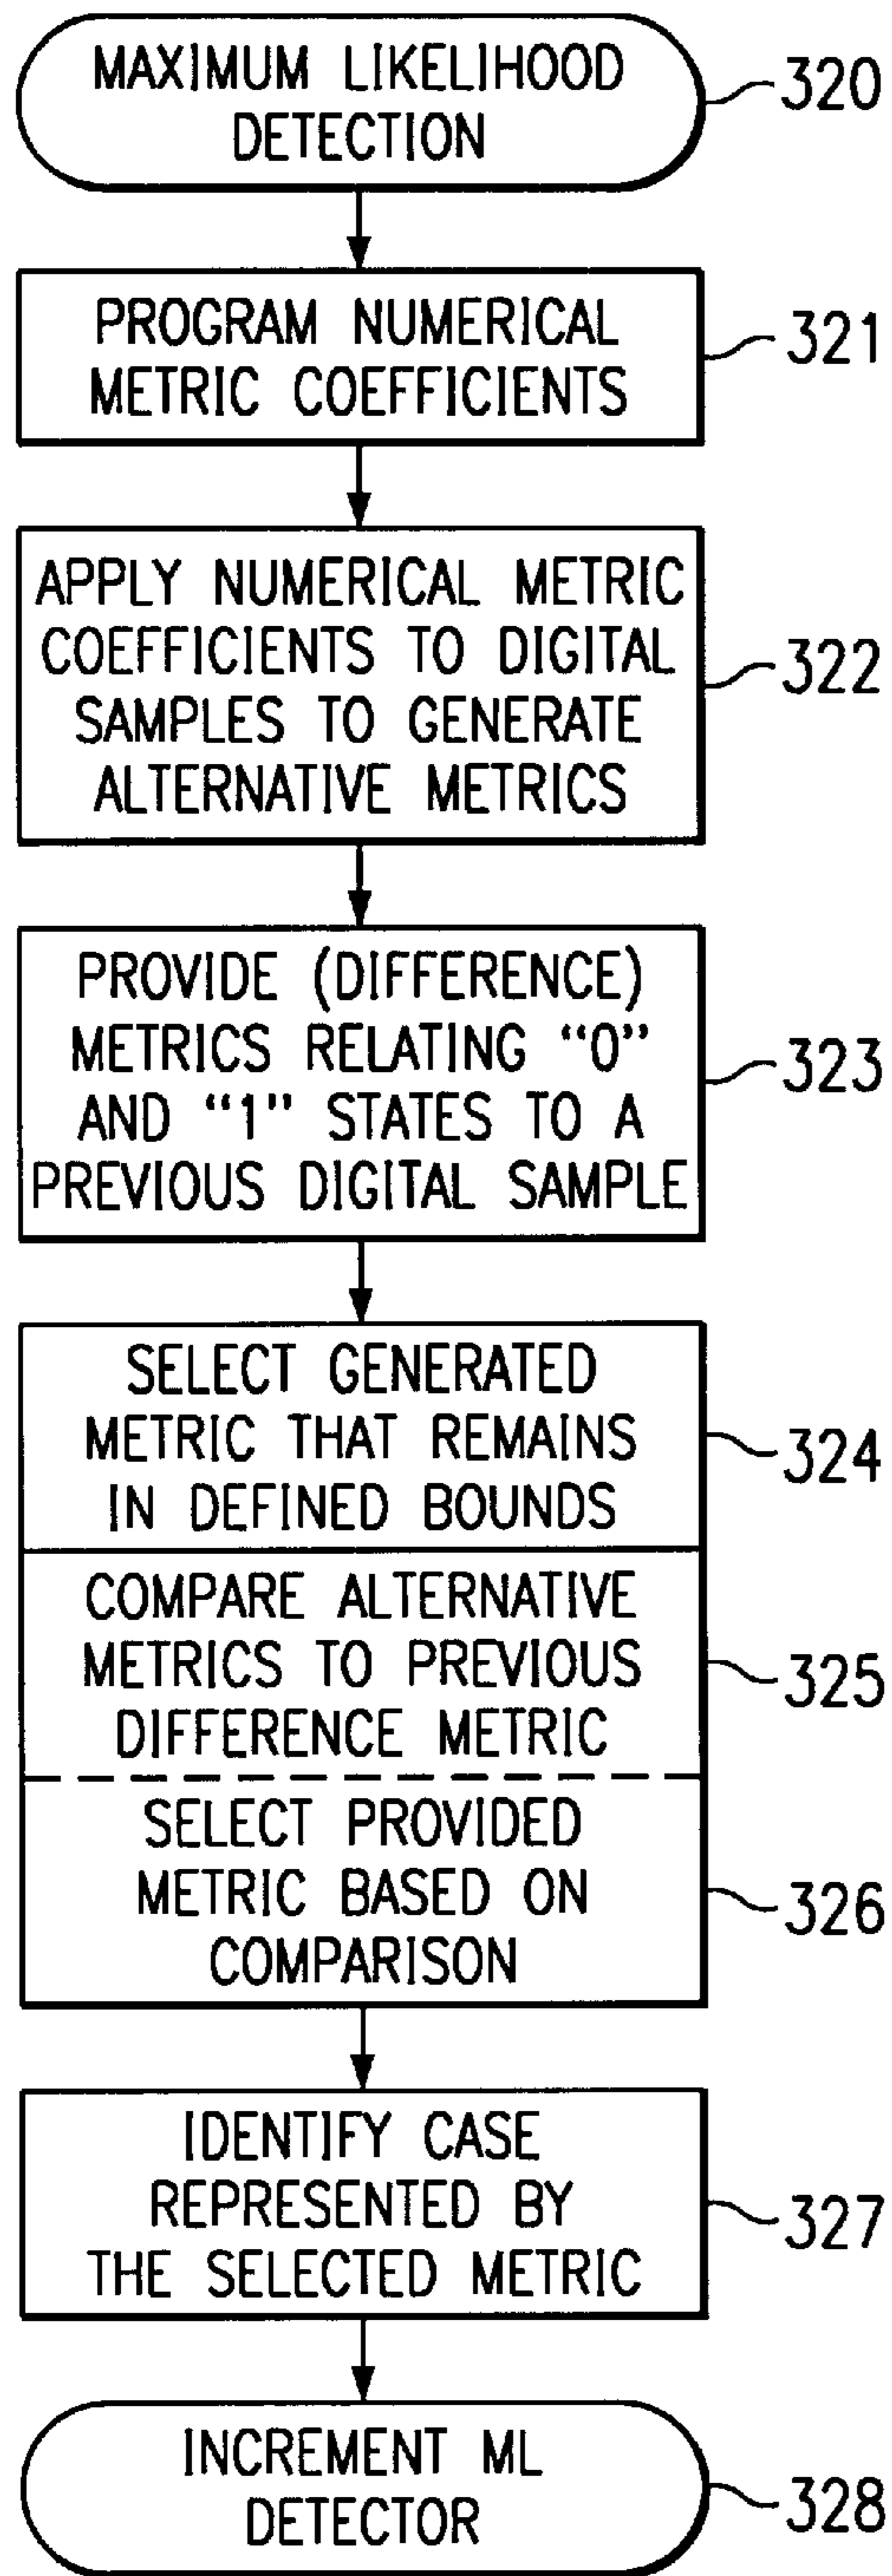 MAXIMUM LIKELIHOOD
DETECTION
320
PROGRAM NUMERICAL
METRIC COEFFICIENTS
321
APPLY NUMERICAL METRIC
COEFFICIENTS TO DIGITAL
SAMPLES TO GENERATE
ALTERNATIVE METRICS
322
PROVIDE (DIFFERENCE)
METRICS RELATING “0”
AND “1” STATES TO A
PREVIOUS DIGITAL SAMPLE
323
SELECT GENERATED
METRIC THAT REMAINS
IN DEFINED BOUNDS
324
COMPARE ALTERNATIVE
METRICS TO PREVIOUS
DIFFERENCE METRIC
325
SELECT PROVIDED
METRIC BASED ON
COMPARISON
326
IDENTIFY CASE
REPRESENTED BY
THE SELECTED METRIC
327
INCREMENT ML
DETECTOR
328